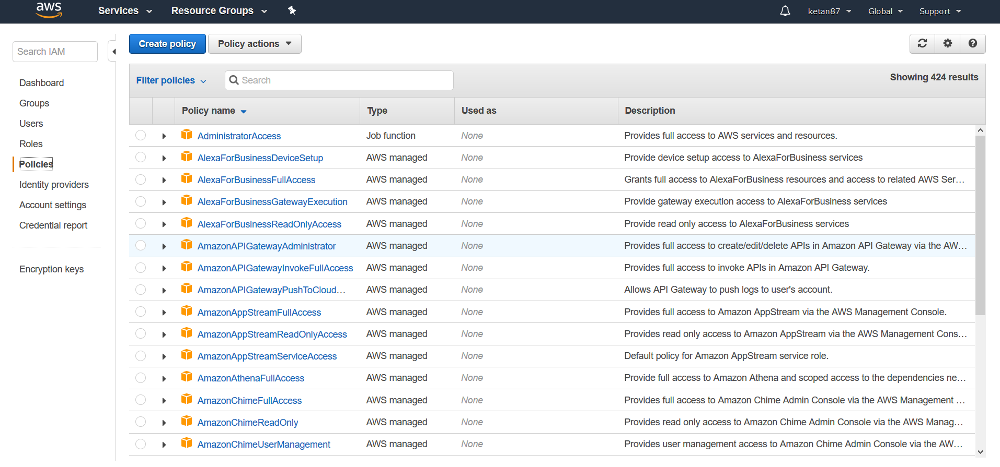 aws Services Resource Groups ketan87 Global Support
Search IAM
Dashboard
Groups
Users
Roles
Policies
Identity providers
Account settings
Credential report
Encryption keys
Create policy Policy actions
Filter policies Search Showing 424 results
Policy name Type Used as Description
AdministratorAccess Job function None Provides full access to AWS services and resources.
AlexaForBusinessDeviceSetup AWS managed None Provide device setup access to AlexaForBusiness services
AlexaForBusinessFullAccess AWS managed None Grants full access to AlexaForBusiness resources and access to related AWS Ser…
AlexaForBusinessGatewayExecution AWS managed None Provide gateway execution access to AlexaForBusiness services
AlexaForBusinessReadOnlyAccess AWS managed None Provide read only access to AlexaForBusiness services
AmazonAPIGatewayAdministrator AWS managed None Provides full access to create/edit/delete APIs in Amazon API Gateway via the AW…
AmazonAPIGatewayInvokeFullAccess AWS managed None Provides full access to invoke APIs in Amazon API Gateway.
AmazonAPIGatewayPushToCloud… AWS managed None Allows API Gateway to push logs to user's account.
AmazonAppStreamFullAccess AWS managed None Provides full access to Amazon AppStream via the AWS Management Console.
AmazonAppStreamReadOnlyAccess AWS managed None Provides read only access to Amazon AppStream via the AWS Management Cons…
AmazonAppStreamServiceAccess AWS managed None Default policy for Amazon AppStream service role.
AmazonAthenaFullAccess AWS managed None Provide full access to Amazon Athena and scoped access to the dependencies ne…
AmazonChimeFullAccess AWS managed None Provides full access to Amazon Chime Admin Console via the AWS Management …
AmazonChimeReadOnly AWS managed None Provides read only access to Amazon Chime Admin Console via the AWS Manag…
AmazonChimeUserManagement AWS managed None Provides user management access to Amazon Chime Admin Console via the AW…